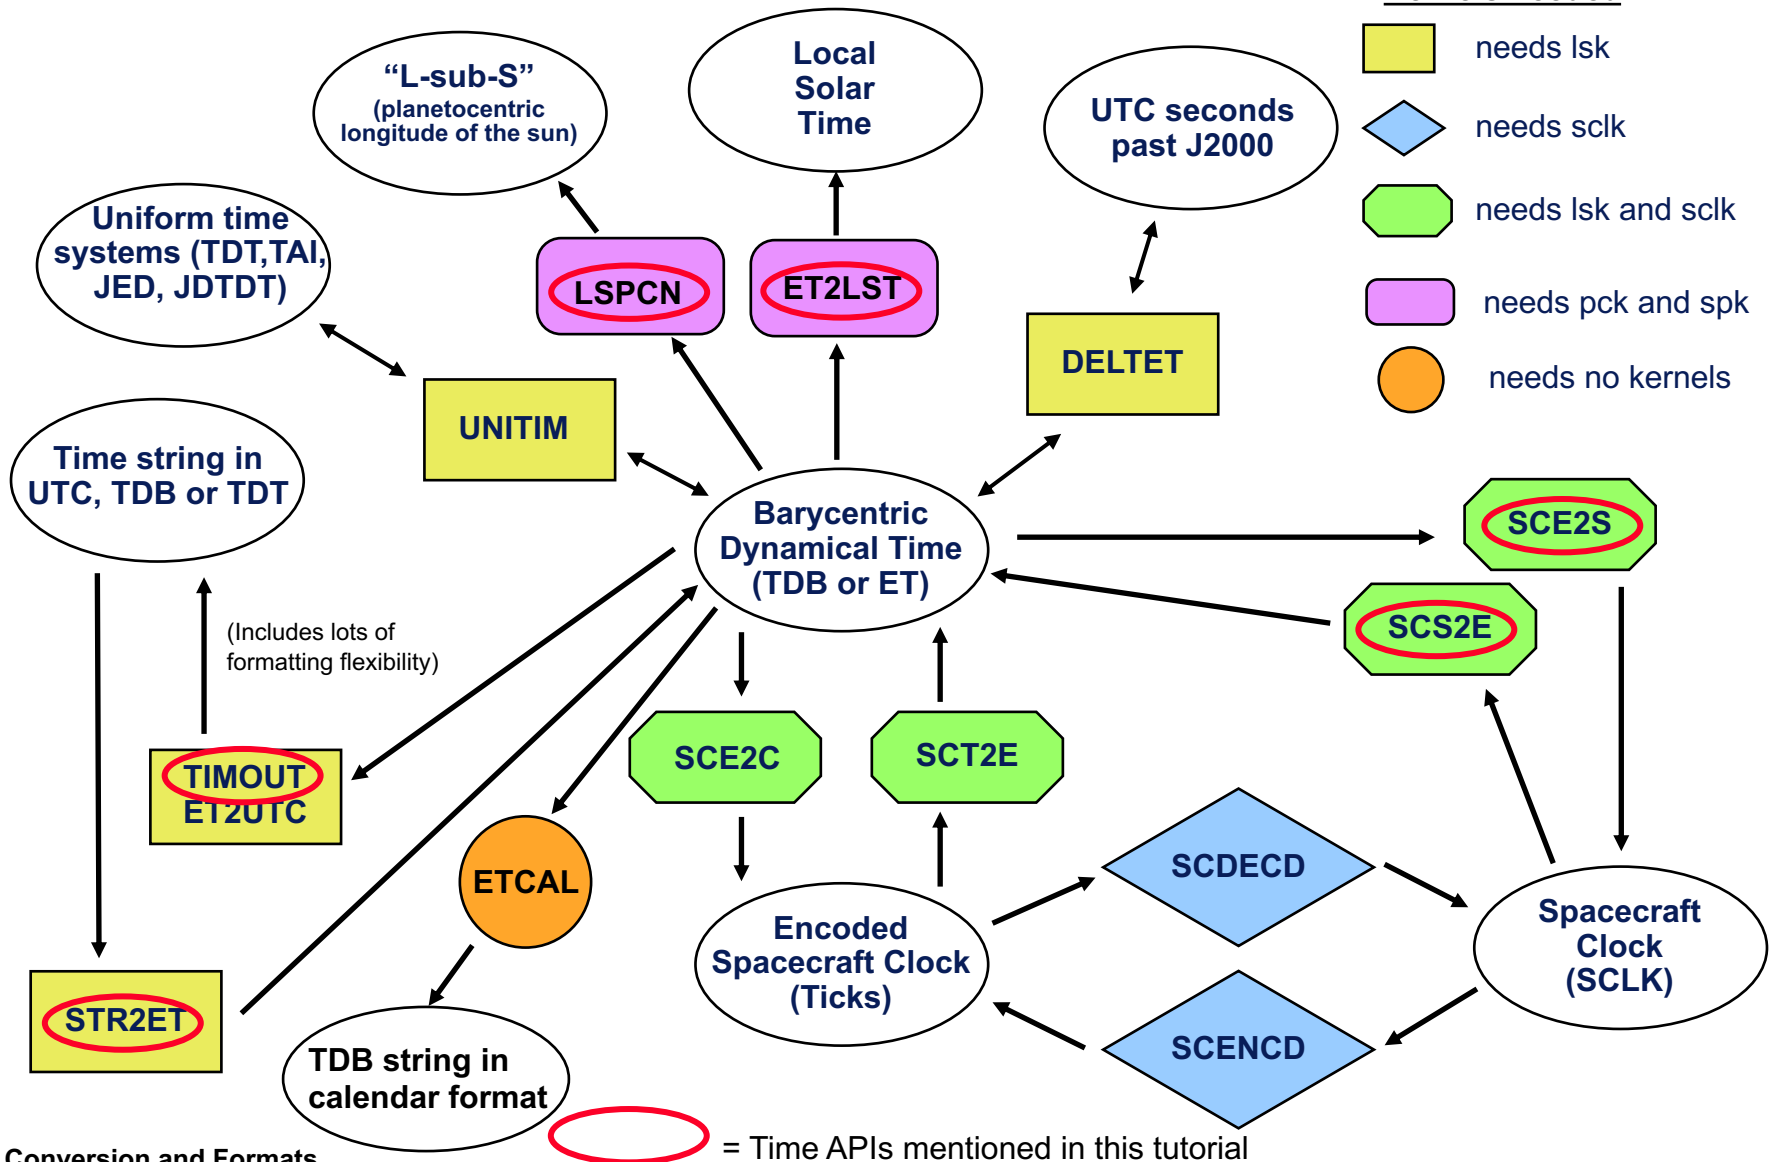 "L-sub-S"
(planetocentric
longitude of the sun)
Local
Solar
Time
UTC seconds
past J2000
needs lsk
needs sclk
needs lsk and sclk
needs pck and spk
needs no kernels
Uniform time
systems (TDT,TAI,
JED, JDTDT)
LSPCN
ET2LST
DELTET
UNITIM
Time string in
UTC, TDB or TDT
Barycentric
Dynamical Time
(TDB or ET)
SCE2S
SCS2E
(Includes lots of
formatting flexibility)
TIMOUT
ET2UTC
SCE2C
SCT2E
ETCAL
SCDECD
Encoded
Spacecraft Clock
(Ticks)
Spacecraft
Clock
(SCLK)
STR2ET
SCENCD
TDB string in
calendar format
= Time APIs mentioned in this tutorial
Conversion and Formats